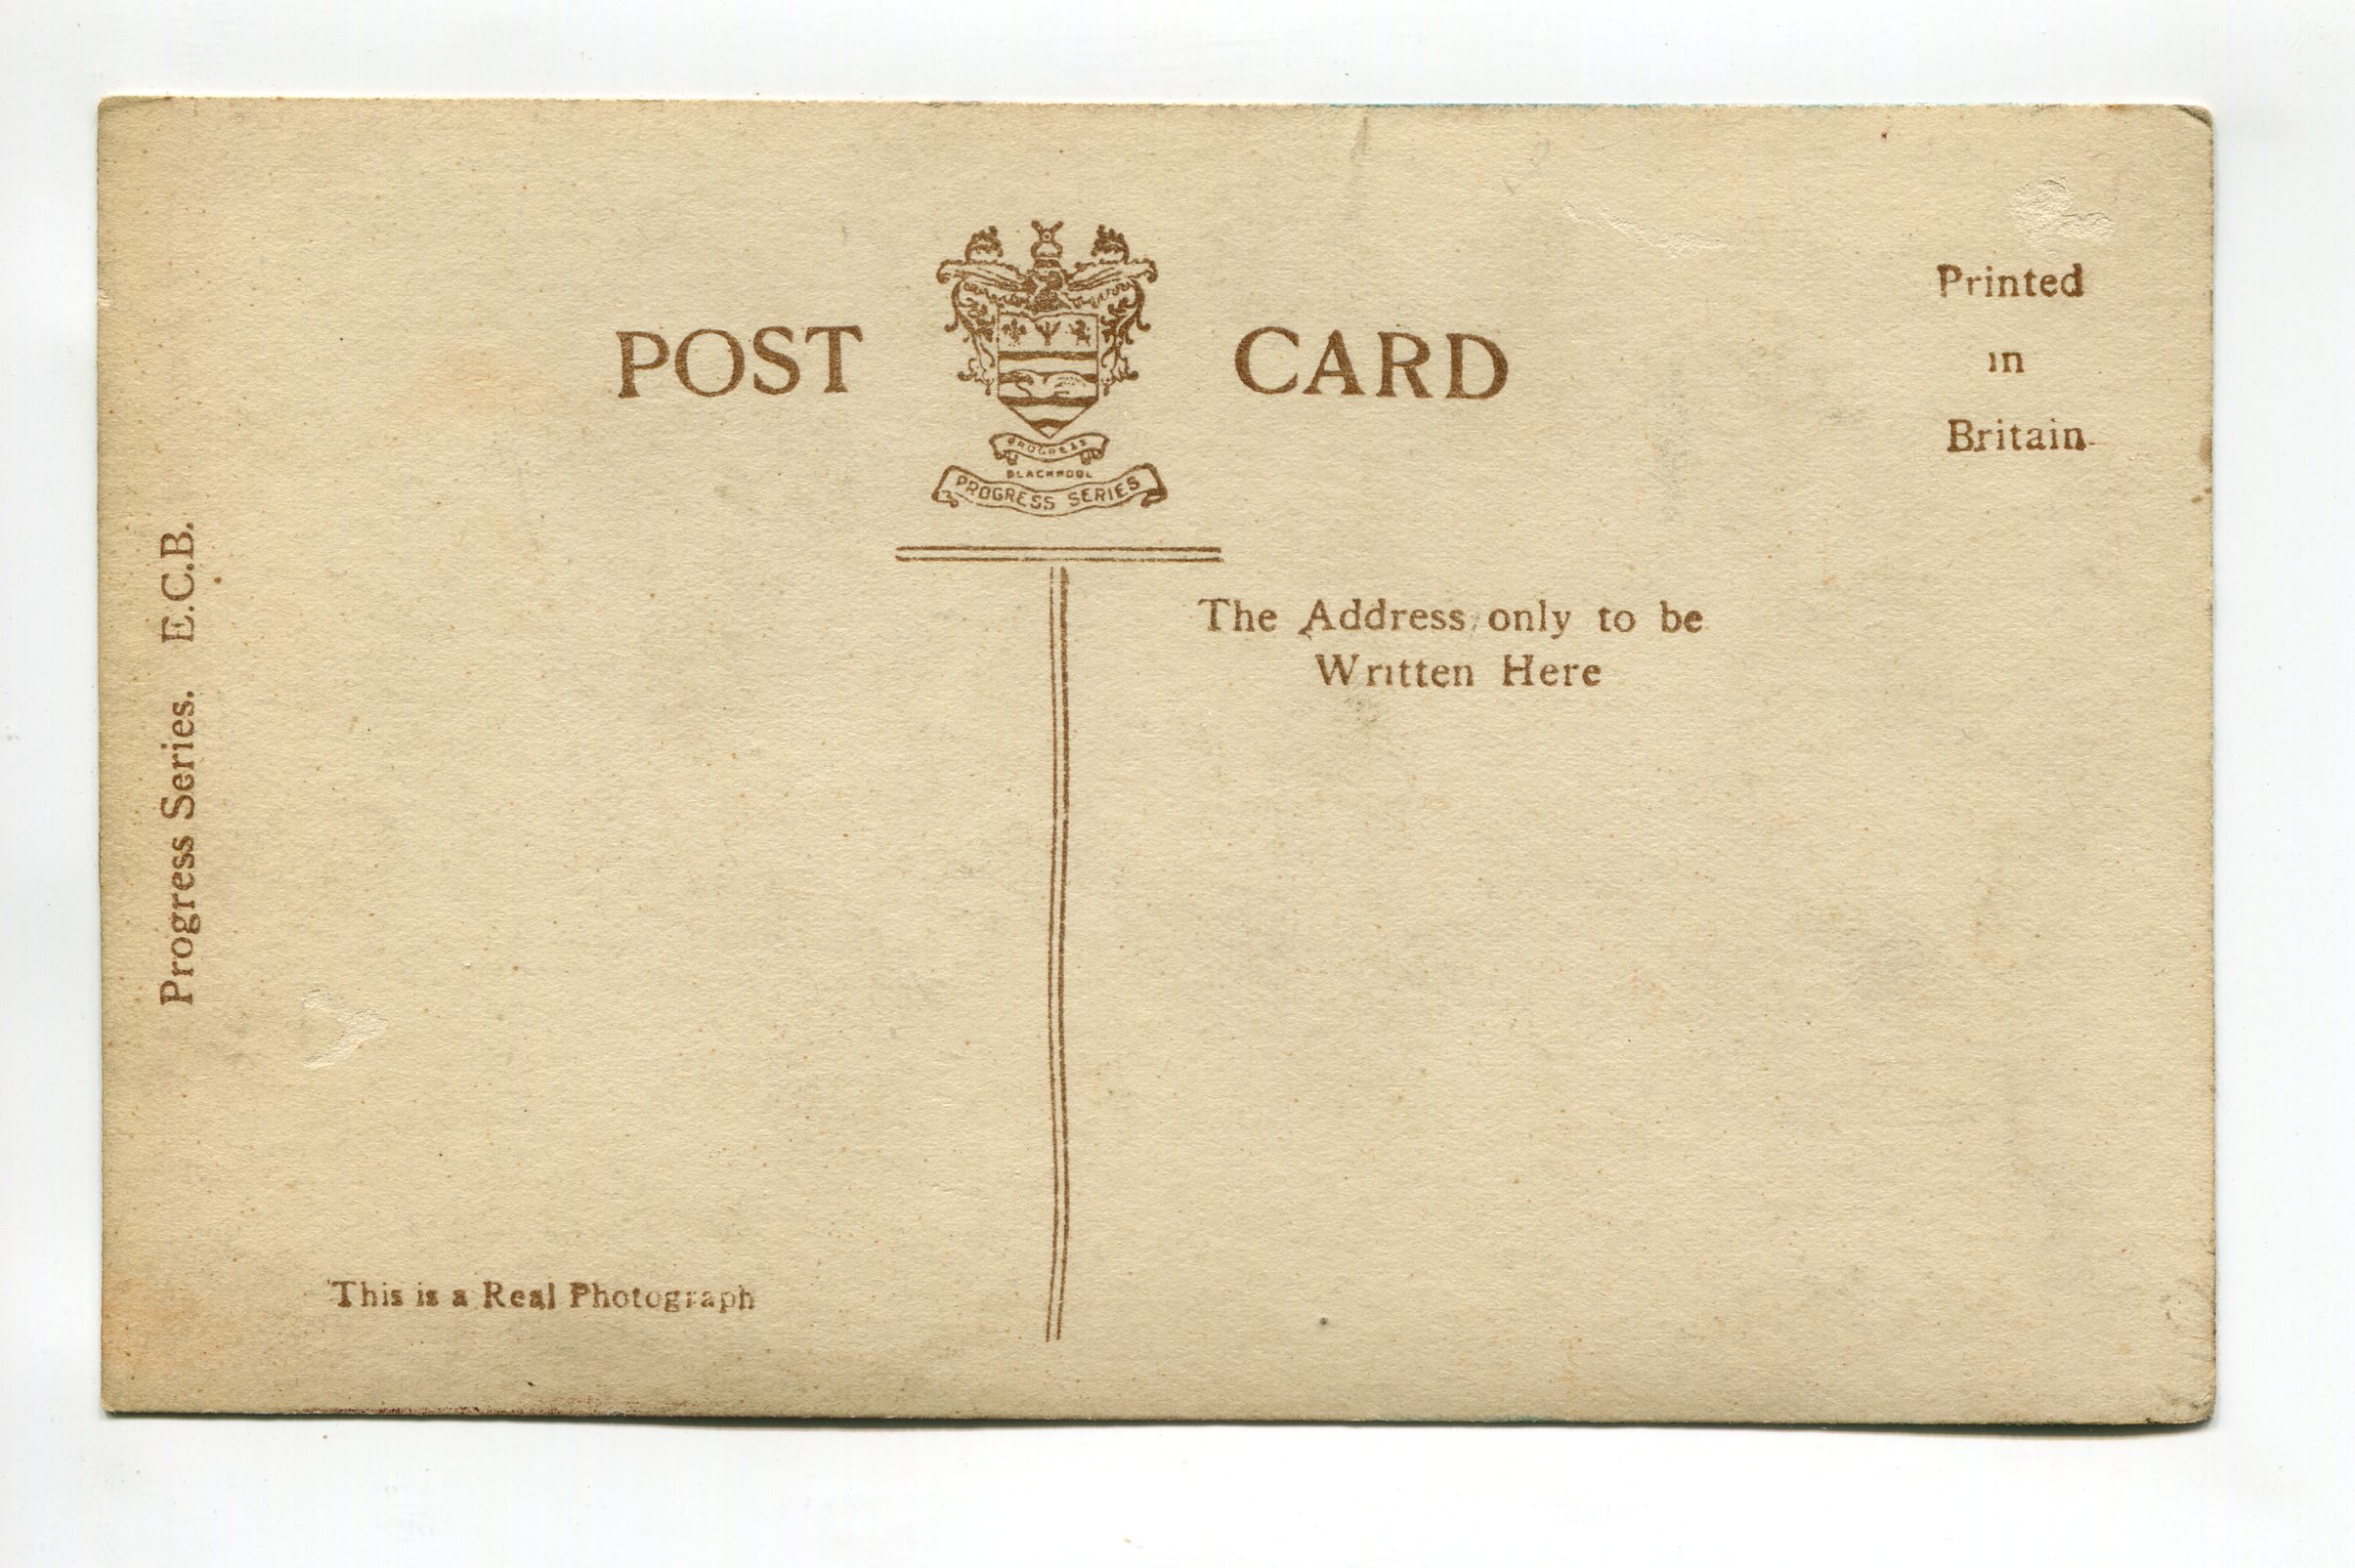 POST CARD
PROGRESS
BLACKPOOL
PROGRESS SERIES
Printed
in
Britain
The Address only to be
Written Here
Progress Series. E.C.B.
This is a Real Photograph